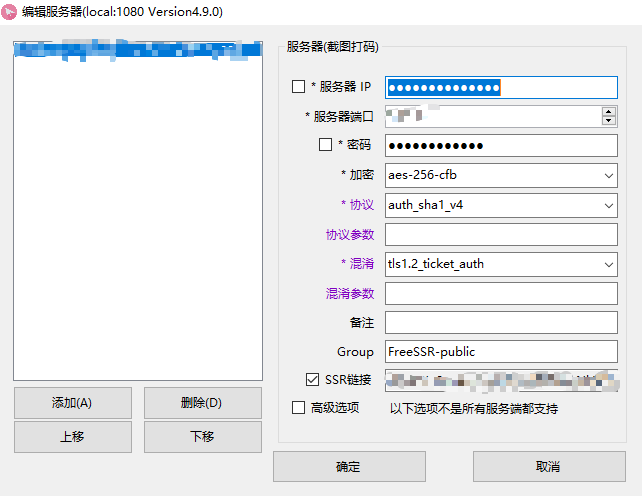 编辑服务器(local:1080 Version4.9.0)
服务器(截图打码)
* 服务器 IP
●●●●●●●●●●●●●●
* 服务器端口
* 密码
●●●●●●●●●●●●
* 加密
aes-256-cfb
* 协议
auth_sha1_v4
协议参数
* 混淆
tls1.2_ticket_auth
混淆参数
备注
Group
FreeSSR-public
SSR链接
高级选项
以下选项不是所有服务端都支持
添加(A)
删除(D)
上移
下移
确定
取消